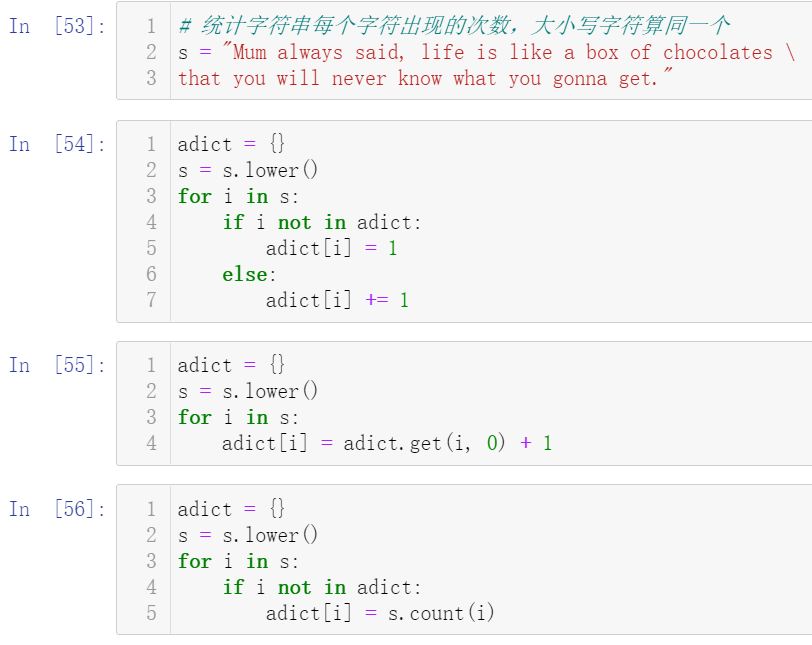 In [53]: 1 # 统计字符串每个字符出现的次数，大小写字符算同一个
2 s = "Mum always said, life is like a box of chocolates \
3 that you will never know what you gonna get."
In [54]: 1 adict = {}
2 s = s.lower()
3 for i in s:
4     if i not in adict:
5         adict[i] = 1
6     else:
7         adict[i] += 1
In [55]: 1 adict = {}
2 s = s.lower()
3 for i in s:
4     adict[i] = adict.get(i, 0) + 1
In [56]: 1 adict = {}
2 s = s.lower()
3 for i in s:
4     if i not in adict:
5         adict[i] = s.count(i)